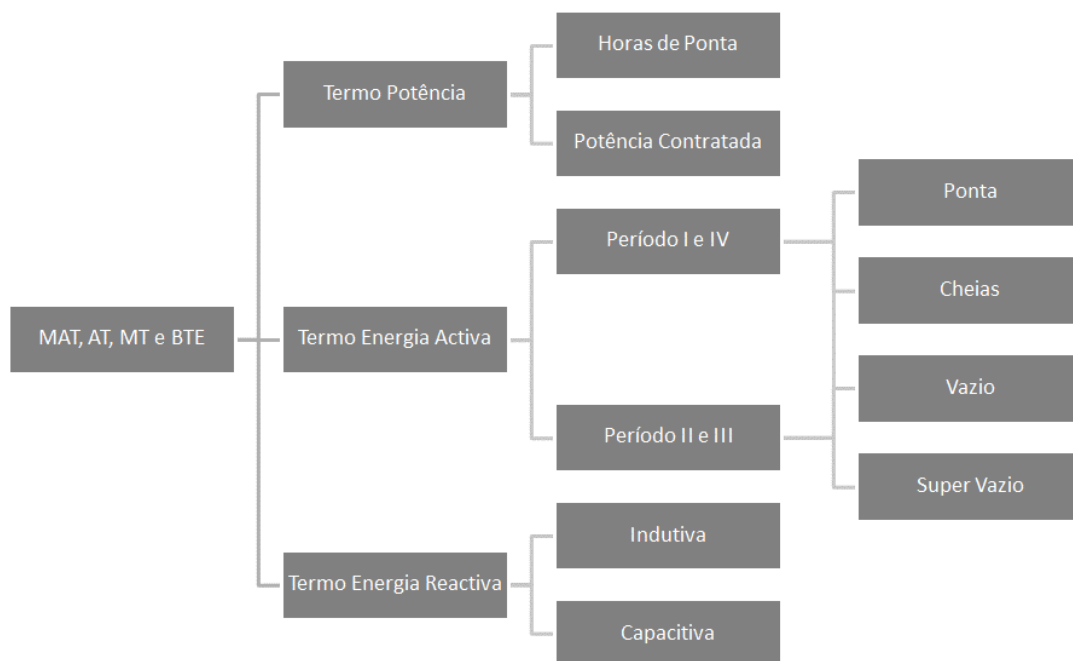 MAT, AT, MT e BTE
Termo Potência
Horas de Ponta
Potência Contratada
Termo Energia Activa
Período I e IV
Período II e III
Ponta
Cheias
Vazio
Super Vazio
Termo Energia Reactiva
Indutiva
Capacitiva